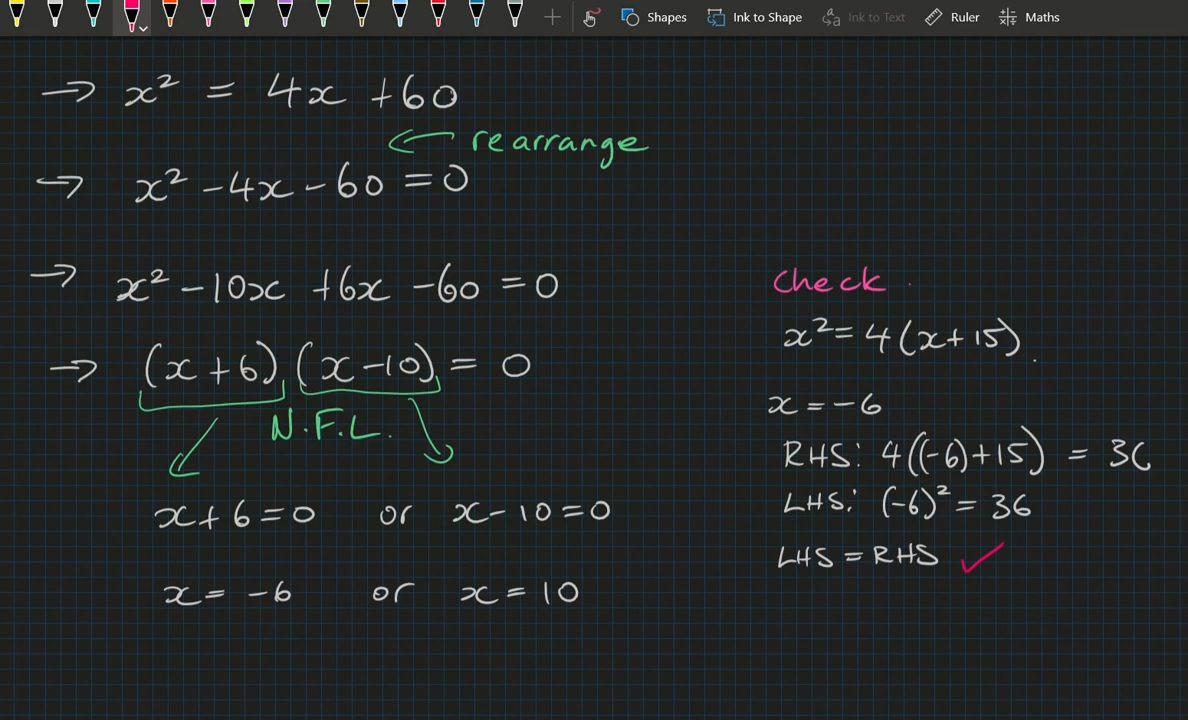 Shapes Ink to Shape Ink to Text Ruler Maths
→ x² = 4x + 60
← rearrange
→ x² - 4x - 60 = 0
→ x² - 10x + 6x - 60 = 0
→ (x + 6) (x - 10) = 0
N.F.L.
x + 6 = 0 or x - 10 = 0
x = -6 or x = 10
Check
x² = 4(x + 15)
x = -6
RHS: 4((-6) + 15) = 36
LHS: (-6)² = 36
LHS = RHS ✓